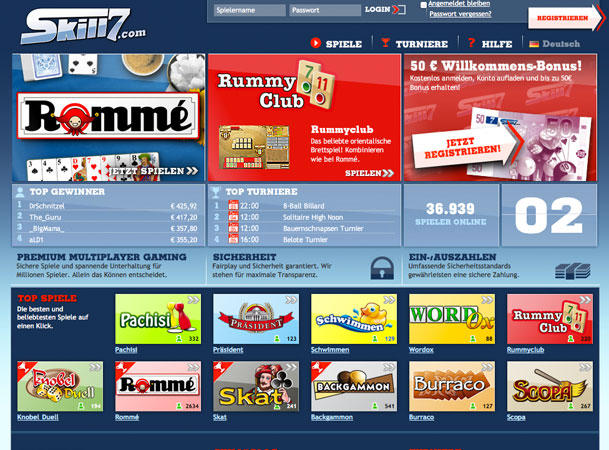 Skill7.com
Spielername
Passwort
LOGIN
Angemeldet bleiben
Passwort vergessen?
REGISTRIEREN
SPIELE
TURNIERE
HILFE
Deutsch
Rommé
JETZT SPIELEN
Rummy
Club
7 11
Rummyclub
Das beliebte orientalische
Brettspiel! Kombinieren
wie bei Rommé.
SPIELEN
50 € Willkommens-Bonus!
Kostenlos anmelden, Konto aufladen und bis zu 50€
Bonus erhalten!
JETZT
REGISTRIEREN!
TOP GEWINNER
1 DrSchnitzel € 425,92
2 The_Guru € 417,20
3 _BigMama_ € 357,80
4 alD1 € 355,20
TOP TURNIERE
1 22:00 8-Ball Billard
2 12:00 Solitaire High Noon
3 12:00 Bauernschnapsen Turnier
4 16:00 Belote Turnier
36.939
SPIELER ONLINE
02
PREMIUM MULTIPLAYER GAMING
Sichere Spiele und spannende Unterhaltung für
Millionen Spieler. Allein das Können entscheidet.
SICHERHEIT
Fairplay und Sicherheit garantiert. Wir
stehen für maximale Transparenz.
EIN-/AUSZAHLEN
Umfassende Sicherheitsstandards
gewährleisten eine sichere Zahlung.
TOP SPIELE
Die besten und
beliebtesten Spiele auf
einen Klick.
Pachisi
332
Pachisi
PRÄSIDENT
123
Präsident
Schwimmen
129
Schwimmen
WORD
Ox
88
Wordox
Rummy
Club
7 11
220
Rummyclub
Knobel
Duell
194
Knobel Duell
Rommé
2634
Rommé
Skat
241
Skat
BACKGAMMON
541
Backgammon
Burraco
127
Burraco
SCOPA
267
Scopa